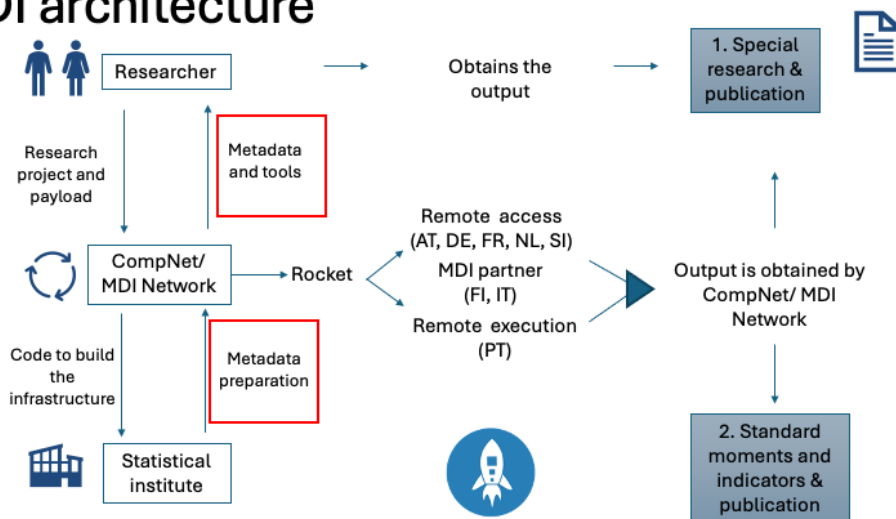 DI architecture
Researcher
Obtains the
output
1. Special
research &
publication
Research
project and
payload
Metadata
and tools
CompNet/
MDI Network
Rocket
Remote access
(AT, DE, FR, NL, SI)
MDI partner
(FI, IT)
Remote execution
(PT)
Output is obtained by
CompNet/ MDI
Network
Code to build
the
infrastructure
Metadata
preparation
Statistical
institute
2. Standard
moments and
indicators &
publication